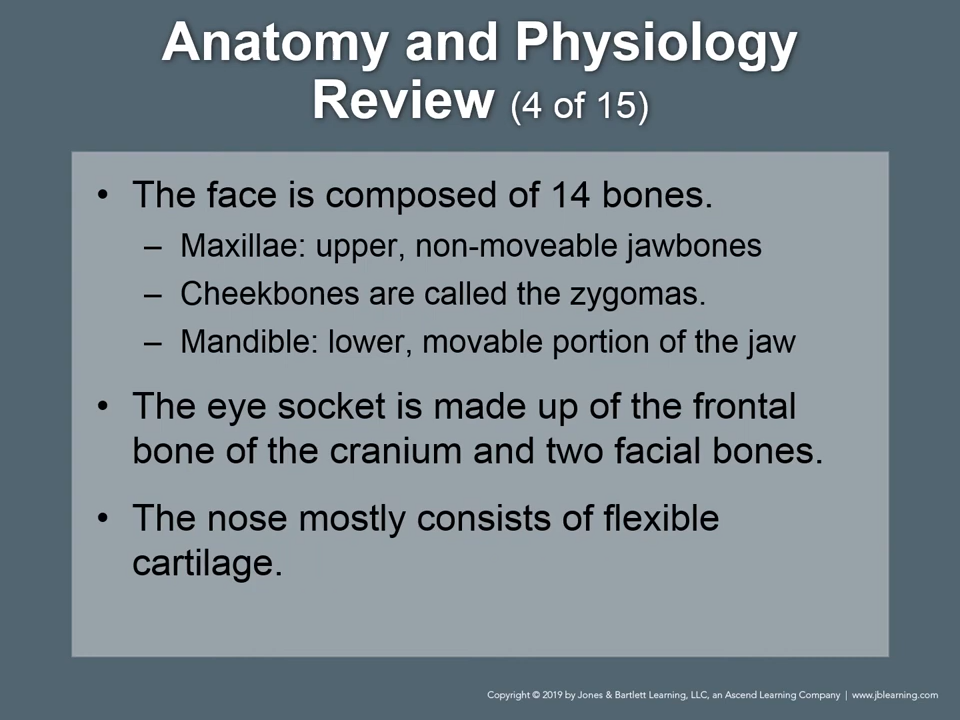 Anatomy and Physiology
Review (4 of 15)
• The face is composed of 14 bones.
– Maxillae: upper, non-moveable jawbones
– Cheekbones are called the zygomas.
– Mandible: lower, movable portion of the jaw
• The eye socket is made up of the frontal
bone of the cranium and two facial bones.
• The nose mostly consists of flexible
cartilage.
Copyright © 2019 by Jones & Bartlett Learning, LLC, an Ascend Learning Company | www.jblearning.com